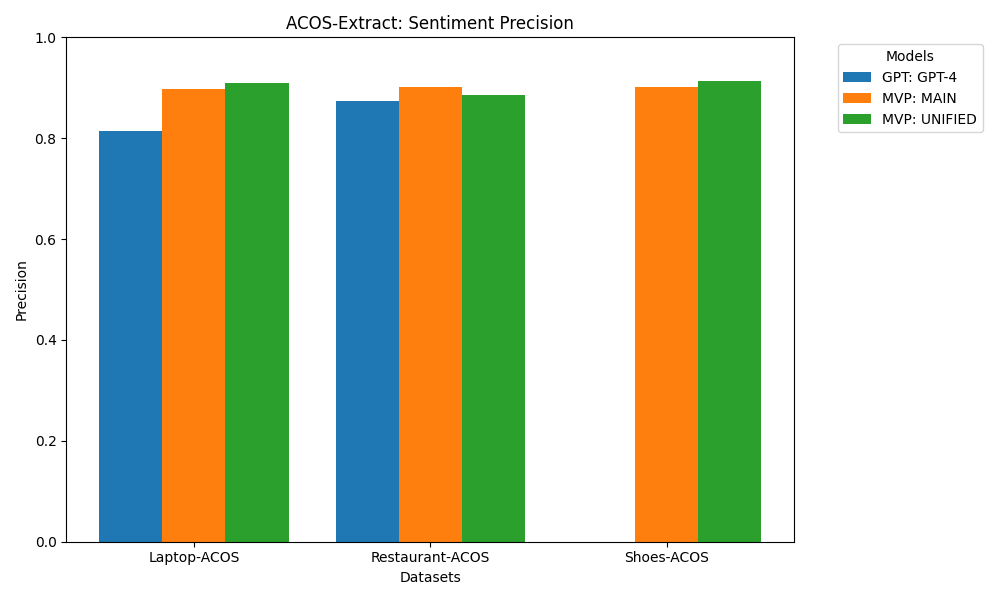 ACOS-Extract: Sentiment Precision
1.0
0.8
0.6
0.4
0.2
0.0
Precision
Laptop-ACOS
Restaurant-ACOS
Shoes-ACOS
Datasets
Models
GPT: GPT-4
MVP: MAIN
MVP: UNIFIED